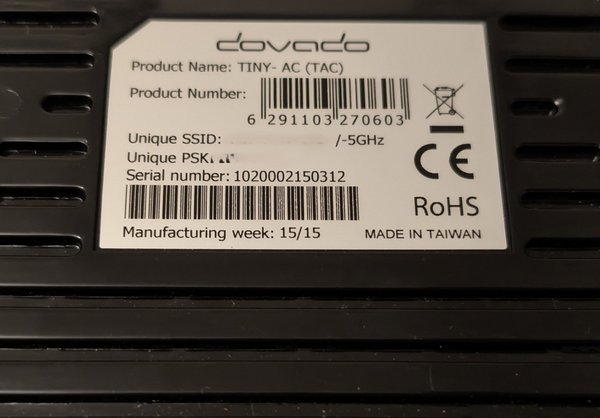 dovado
Product Name: TINY- AC (TAC)
Product Number:
6 291103 270603
Unique SSID: /-5GHz
Unique PSK
Serial number: 1020002150312
CE
RoHS
Manufacturing week: 15/15
MADE IN TAIWAN